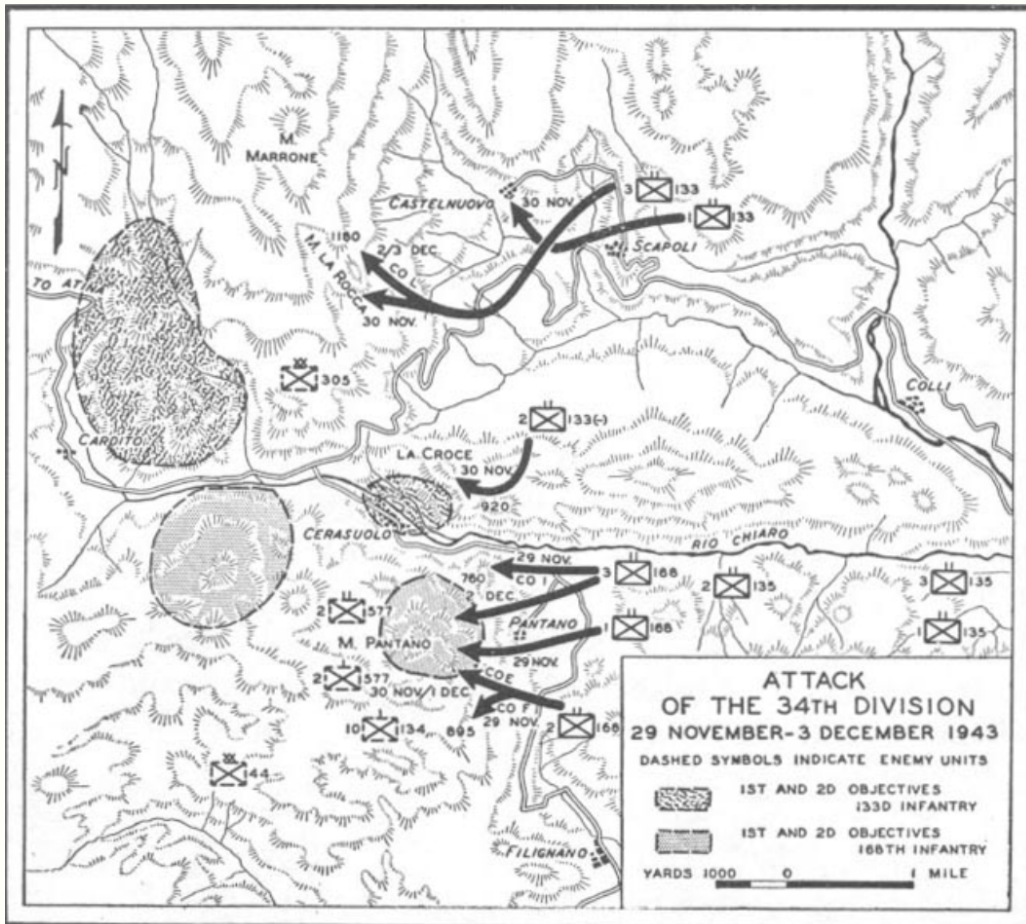 M. MARRONE
CASTELNUOVO
30 NOV.
3 133
1 133
SCAPOLI
1180
2/3 DEC.
CO L
M. LA ROCCA
30 NOV.
TO ATINA
305
COLLI
CARDITO
2 133(-)
LA CROCE
30 NOV.
920
CERASUOLO
RIO CHIARO
29 NOV.
CO I
3 168
2 135
3 135
760
2 DEC.
2 577
PANTANO
1 168
1 135
M. PANTANO
29 NOV.
2 577
CO E
30 NOV/1 DEC.
CO F
29 NOV.
10 134
895
2 168
44
FILIGNANO
N
ATTACK
OF THE 34TH DIVISION
29 NOVEMBER-3 DECEMBER 1943
DASHED SYMBOLS INDICATE ENEMY UNITS
1ST AND 2D OBJECTIVES
133D INFANTRY
1ST AND 2D OBJECTIVES
168TH INFANTRY
YARDS 1000 0 1 MILE